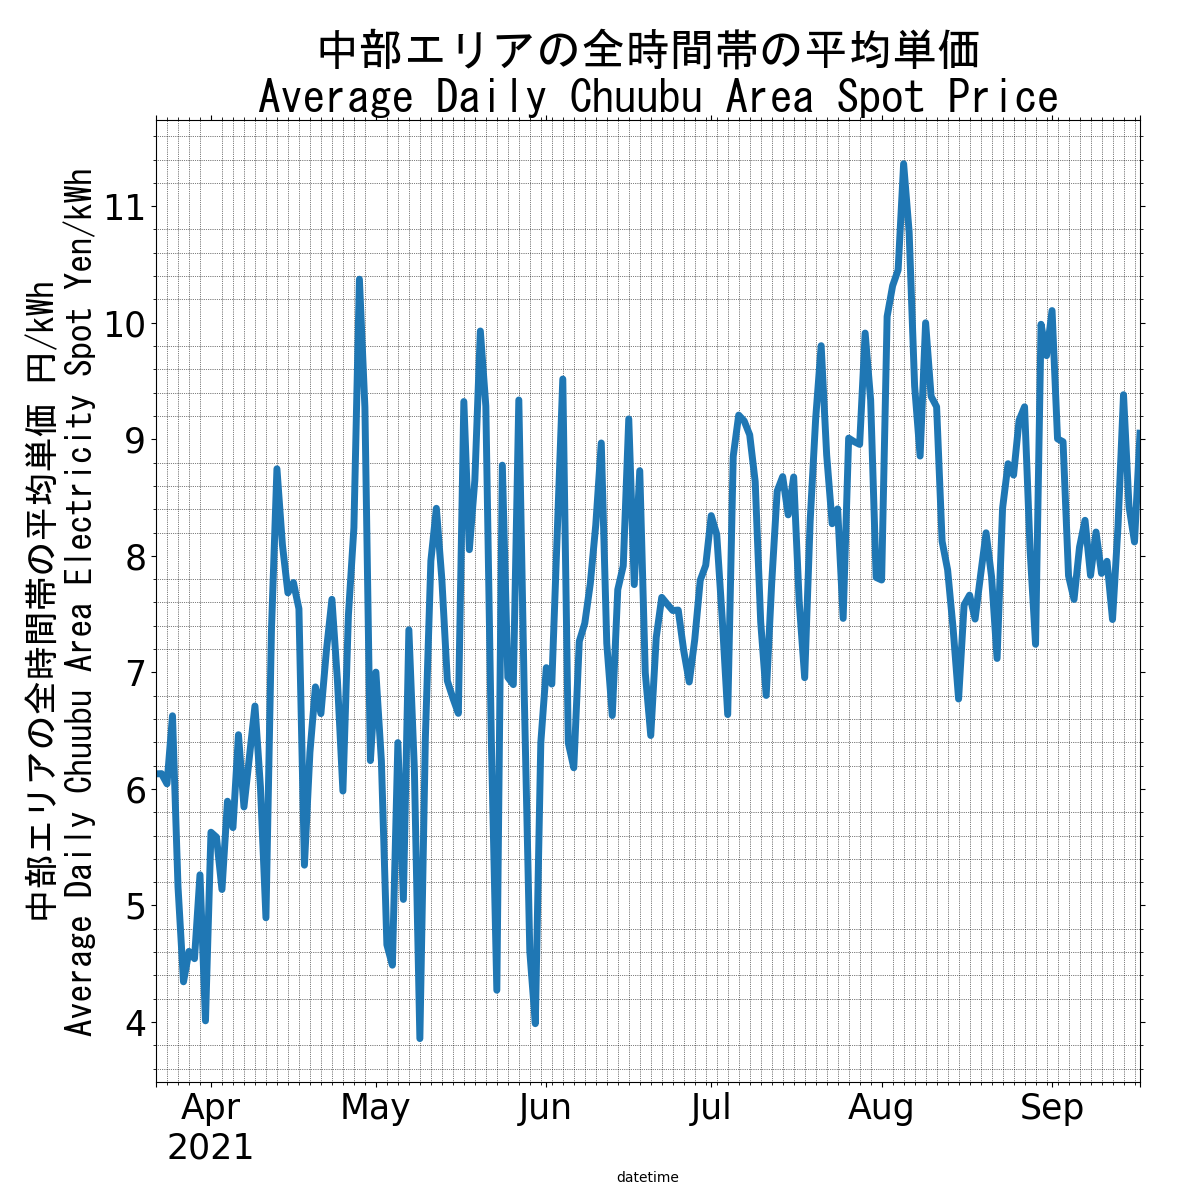 中部エリアの全時間帯の平均単価
Average Daily Chuubu Area Spot Price
中部エリアの全時間帯の平均単価 円/kWh
Average Daily Chuubu Area Electricity Spot Yen/kWh
11
10
9
8
7
6
5
4
Apr May Jun Jul Aug Sep
2021
datetime